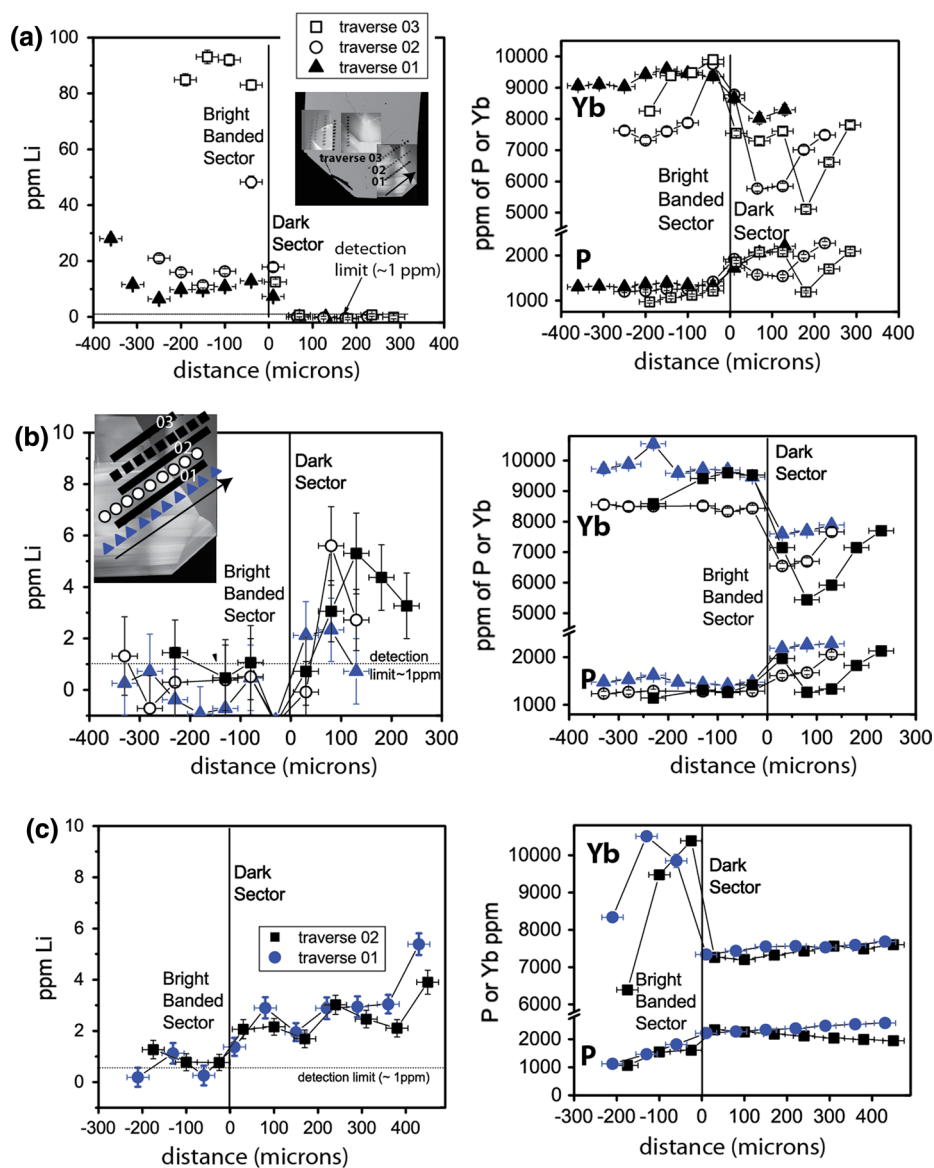 (a)
100
80
60
40
20
0
ppm Li
traverse 03
traverse 02
traverse 01
Bright
Banded
Sector
traverse 03
02
01
Dark
Sector
detection
limit (~1 ppm)
-400 -300 -200 -100 0 100 200 300 400
distance (microns)
10000
9000
8000
7000
6000
5000
2000
1000
ppm of P or Yb
Yb
Bright
Banded
Sector
Dark
Sector
P
-400 -300 -200 -100 0 100 200 300 400
distance (microns)
(b)
10
8
6
4
2
0
ppm Li
03
02
01
Dark
Sector
Bright
Banded
Sector
detection
limit~1ppm)
-400 -300 -200 -100 0 100 200 300
distance (microns)
10000
9000
8000
7000
6000
5000
2000
1000
ppm of P or Yb
Dark
Sector
Yb
Bright
Banded
Sector
P
-400 -300 -200 -100 0 100 200 300
distance (microns)
(c)
10
8
6
4
2
0
ppm Li
Dark
Sector
traverse 02
traverse 01
Bright
Banded
Sector
detection limit (~ 1ppm)
-300 -200 -100 0 100 200 300 400
distance (microns)
10000
8000
6000
4000
2000
0
P or Yb ppm
Yb
Dark
Sector
Bright
Banded
Sector
P
-300 -200 -100 0 100 200 300 400
distance (microns)